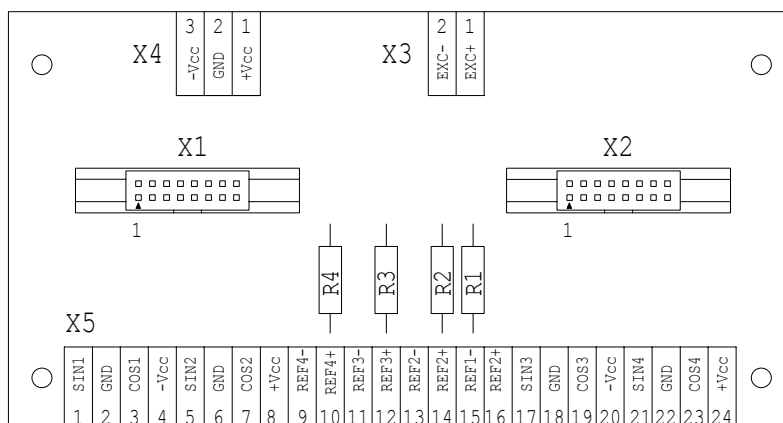 3 2 1
X4
-Vcc GND +Vcc
2 1
X3
EXC- EXC+
X1
1
X2
1
R4 R3 R2 R1
X5
SIN1 GND COS1 -Vcc SIN2 GND COS2 +Vcc REF4- REF4+ REF3- REF3+ REF2- REF2+ REF1- REF2+ SIN3 GND COS3 -Vcc SIN4 GND COS4 +Vcc
1 2 3 4 5 6 7 8 9 10 11 12 13 14 15 16 17 18 19 20 21 22 23 24